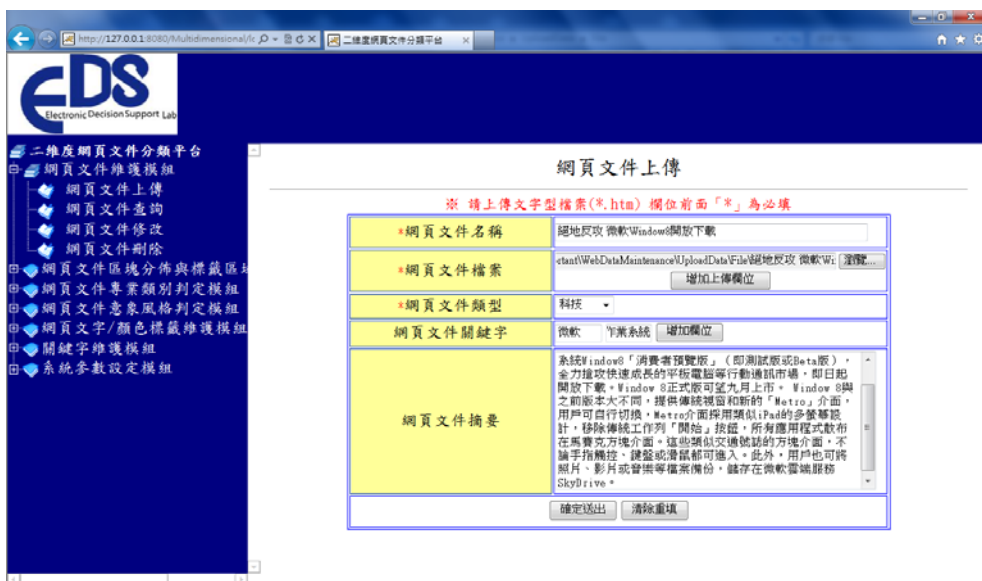 http://127.0.0.1:8080/Multidimensional/lc
二維度網頁文件分類平台
EDS
Electronic Decision Support Lab
二維度網頁文件分類平台
網頁文件維護模組
網頁文件上傳
網頁文件查詢
網頁文件修改
網頁文件刪除
網頁文件區塊分佈與標籤區
網頁文件專業類別判定模組
網頁文件意象風格判定模組
網頁文字/顏色標籤維護模組
關鍵字維護模組
系統參數設定模組
網頁文件上傳
※ 請上傳文字型檔案(*.htm) 欄位前面「*」為必填
*網頁文件名稱
絕地反攻 微軟Window8開放下載
*網頁文件檔案
ctant\WebDataMaintenance\UploadData\File\絕地反攻 微軟Wi: 瀏覽...
增加上傳欄位
*網頁文件類型
科技
網頁文件關鍵字
微軟 作業系統 增加欄位
網頁文件摘要
系統Window8「消費者預覽版」（即測試版或Beta版），
全力搶攻快速成長的平板電腦等行動通訊市場，即日起
開放下載。Window 8正式版可望九月上市。 Window 8與
之前版本大不同，提供傳統視窗和新的「Metro」介面，
用戶可自行切換，Metro介面採用類似iPad的多螢幕設
計，移除傳統工作列「開始」按鈕，所有應用程式散布
在馬賽克方塊介面。這些類似交通號誌的方塊介面，不
論手指觸控、鍵盤或滑鼠都可進入。此外，用戶也可將
照片、影片或音樂等檔案備份，儲存在微軟雲端服務
SkyDrive。
確定送出 清除重填